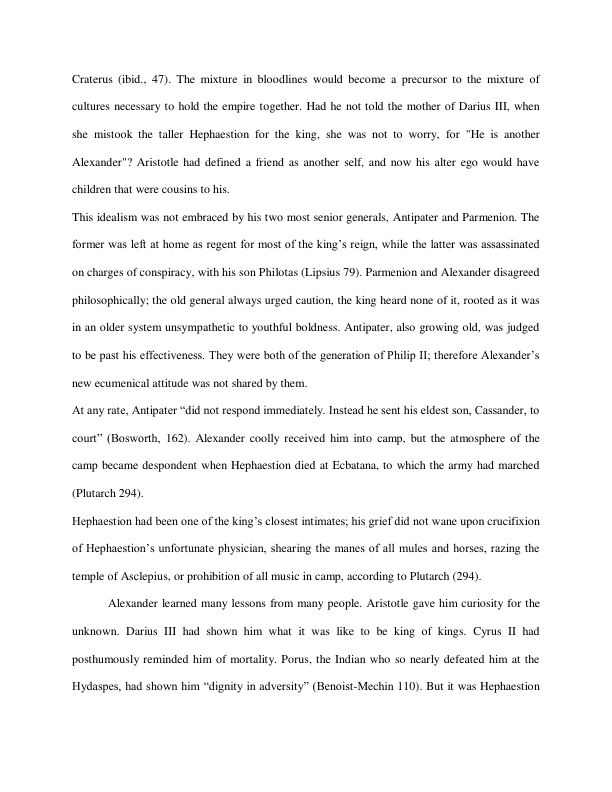 Craterus (ibid., 47). The mixture in bloodlines would become a precursor to the mixture of
cultures necessary to hold the empire together. Had he not told the mother of Darius III, when
she mistook the taller Hephaestion for the king, she was not to worry, for "He is another
Alexander"? Aristotle had defined a friend as another self, and now his alter ego would have
children that were cousins to his.
This idealism was not embraced by his two most senior generals, Antipater and Parmenion. The
former was left at home as regent for most of the king’s reign, while the latter was assassinated
on charges of conspiracy, with his son Philotas (Lipsius 79). Parmenion and Alexander disagreed
philosophically; the old general always urged caution, the king heard none of it, rooted as it was
in an older system unsympathetic to youthful boldness. Antipater, also growing old, was judged
to be past his effectiveness. They were both of the generation of Philip II; therefore Alexander’s
new ecumenical attitude was not shared by them.
At any rate, Antipater “did not respond immediately. Instead he sent his eldest son, Cassander, to
court” (Bosworth, 162). Alexander coolly received him into camp, but the atmosphere of the
camp became despondent when Hephaestion died at Ecbatana, to which the army had marched
(Plutarch 294).
Hephaestion had been one of the king’s closest intimates; his grief did not wane upon crucifixion
of Hephaestion’s unfortunate physician, shearing the manes of all mules and horses, razing the
temple of Asclepius, or prohibition of all music in camp, according to Plutarch (294).
Alexander learned many lessons from many people. Aristotle gave him curiosity for the
unknown. Darius III had shown him what it was like to be king of kings. Cyrus II had
posthumously reminded him of mortality. Porus, the Indian who so nearly defeated him at the
Hydaspes, had shown him “dignity in adversity” (Benoist-Mechin 110). But it was Hephaestion